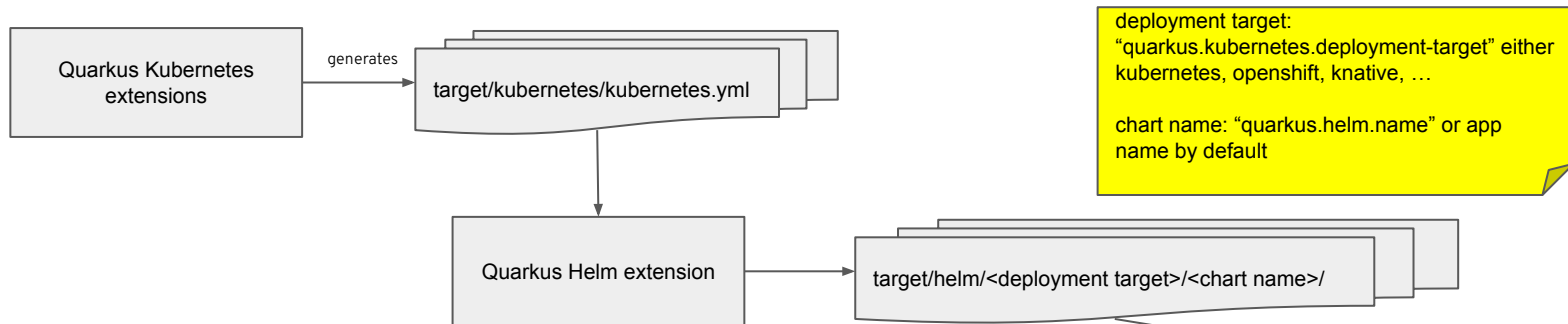 Quarkus Kubernetes
extensions
generates
target/kubernetes/kubernetes.yml
deployment target:
“quarkus.kubernetes.deployment-target” either
kubernetes, openshift, knative, …
chart name: “quarkus.helm.name” or app
name by default
Quarkus Helm extension
target/helm/<deployment target>/<chart name>/